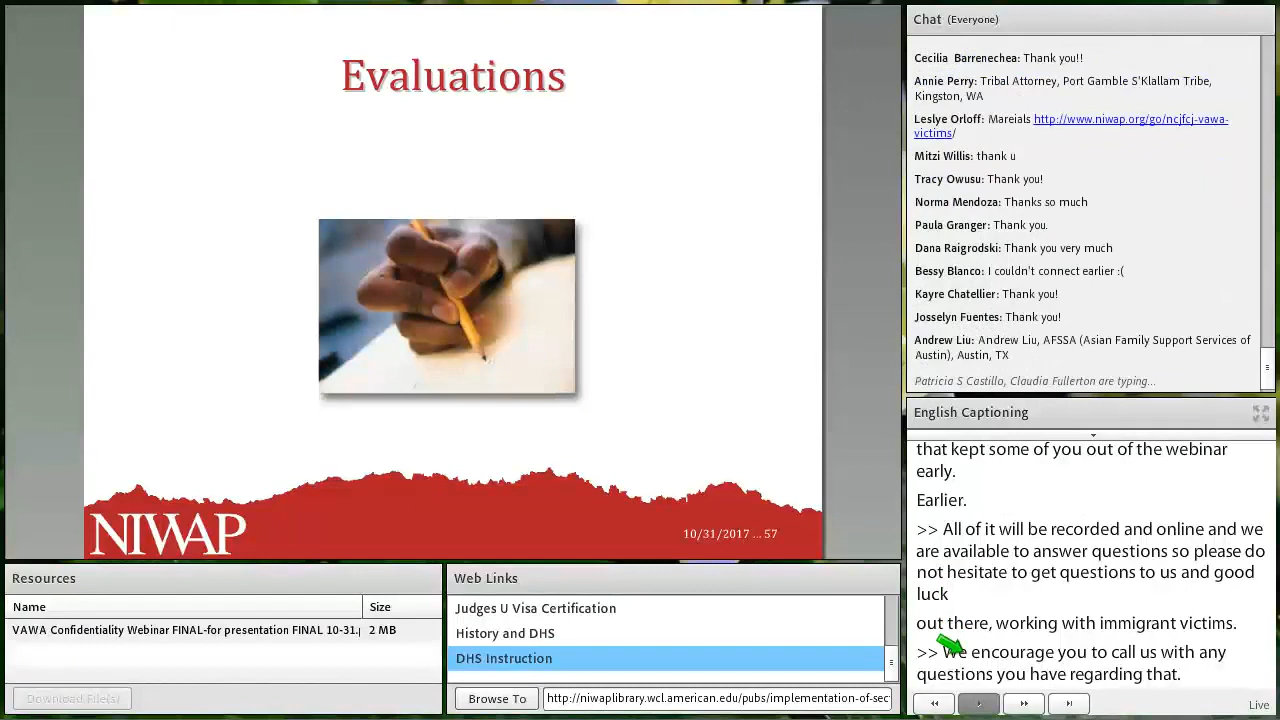 Evaluations
NIWAP
10/31/2017 ... 57
Chat (Everyone)
Cecilia Barrenechea: Thank you!!
Annie Perry: Tribal Attorney, Port Gamble S'Klallam Tribe,
Kingston, WA
Leslye Orloff: Mareials http://www.niwap.org/go/ncjfcj-vawa-
victims/
Mitzi Willis: thank u
Tracy Owusu: Thank you!
Norma Mendoza: Thanks so much
Paula Granger: Thank you.
Dana Raigrodski: Thank you very much
Bessy Blanco: I couldn't connect earlier :(
Kayre Chatellier: Thank you!
Josselyn Fuentes: Thank you!
Andrew Liu: Andrew Liu, AFSSA (Asian Family Support Services of
Austin), Austin, TX
Patricia S Castillo, Claudia Fullerton are typing...
English Captioning
that kept some of you out of the webinar
early.
Earlier.
>> All of it will be recorded and online and we
are available to answer questions so please do
not hesitate to get questions to us and good
luck
out there, working with immigrant victims.
>> We encourage you to call us with any
questions you have regarding that.
Live
Resources
Name Size
VAWA Confidentiality Webinar FINAL-for presentation FINAL 10-31.p 2 MB
Download File(s)
Web Links
Judges U Visa Certification
History and DHS
DHS Instruction
Browse To http://niwaplibrary.wcl.american.edu/pubs/implementation-of-sec